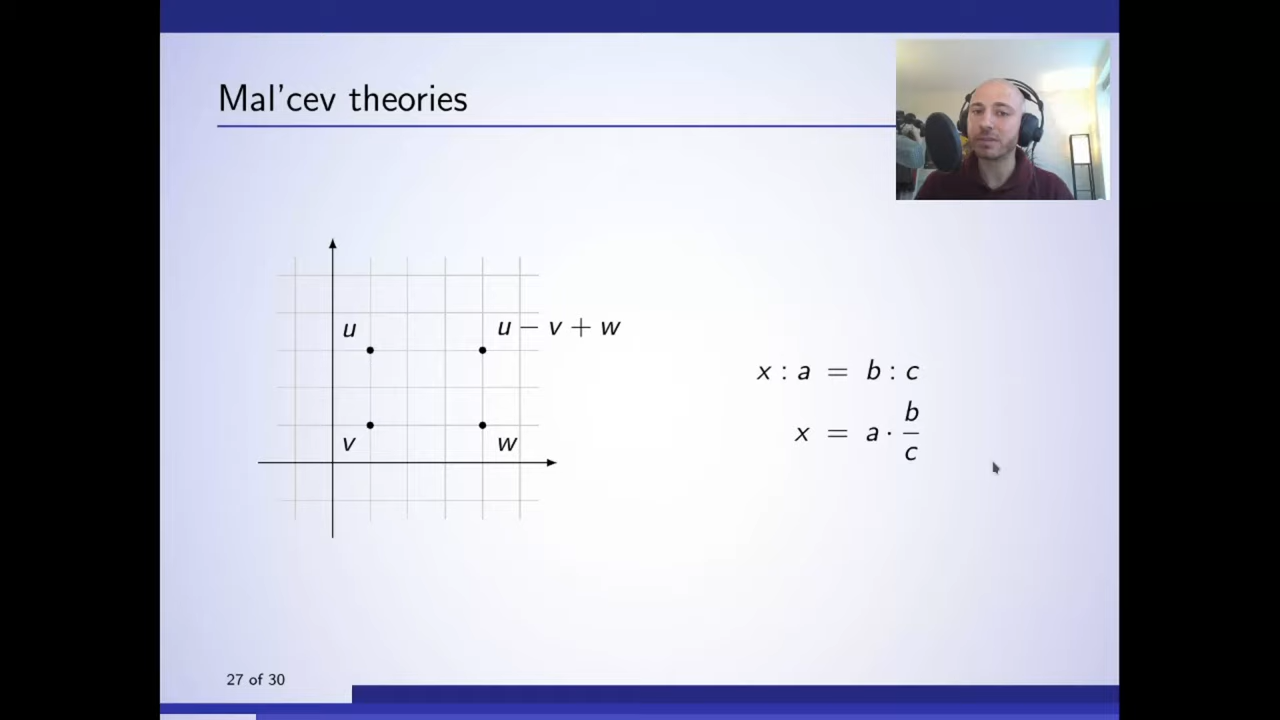 Mal'cev theories
u
u − v + w
v
w
x : a = b : c
x = a · b/c
27 of 30